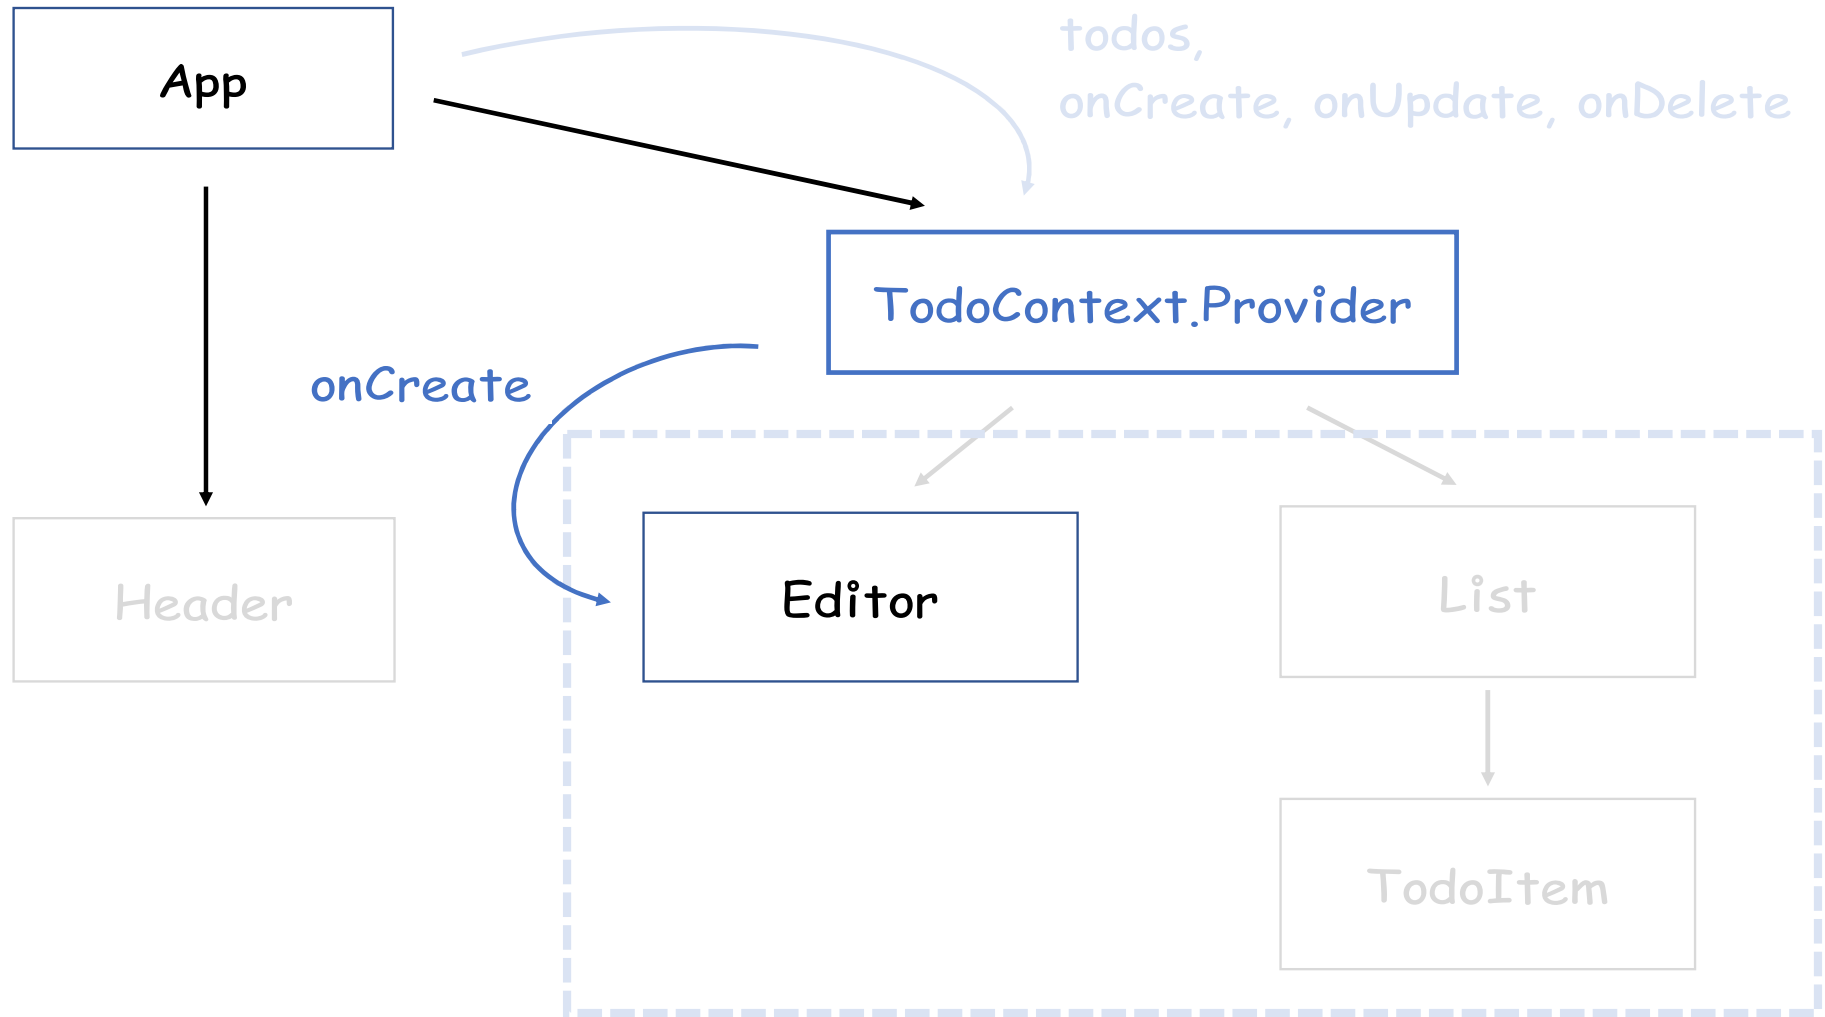 App
todos,
onCreate, onUpdate, onDelete
TodoContext.Provider
onCreate
Header
Editor
List
TodoItem